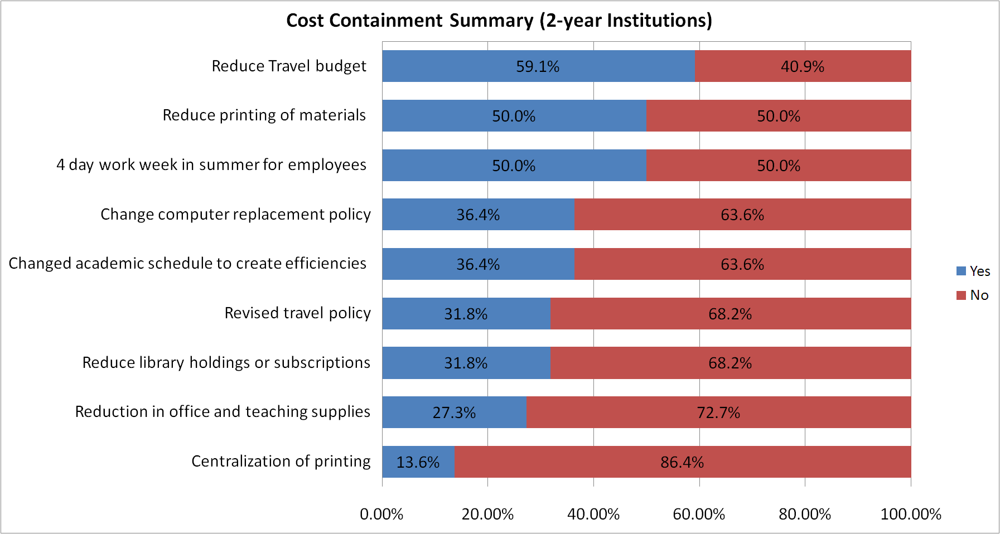 Cost Containment Summary (2-year Institutions)
Reduce Travel budget 59.1% 40.9%
Reduce printing of materials 50.0% 50.0%
4 day work week in summer for employees 50.0% 50.0%
Change computer replacement policy 36.4% 63.6%
Changed academic schedule to create efficiencies 36.4% 63.6%
Yes
No
Revised travel policy 31.8% 68.2%
Reduce library holdings or subscriptions 31.8% 68.2%
Reduction in office and teaching supplies 27.3% 72.7%
Centralization of printing 13.6% 86.4%
0.00% 20.00% 40.00% 60.00% 80.00% 100.00%